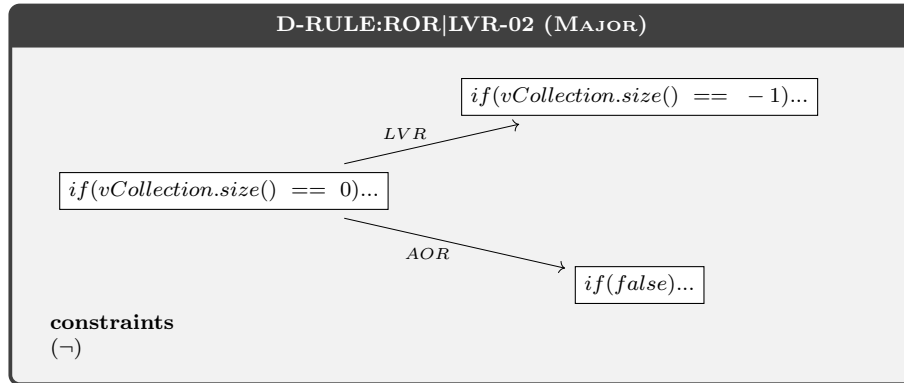 D-RULE:ROR|LVR-02 (MAJOR)
if(vCollection.size() == -1)...
LVR
if(vCollection.size() == 0)...
AOR
if(false)...
constraints
(¬)